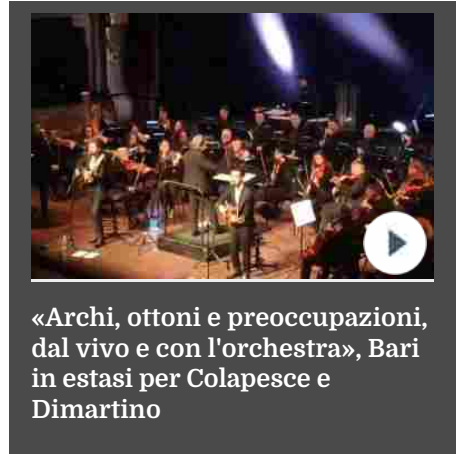 «Archi, ottoni e preoccupazioni,
dal vivo e con l'orchestra», Bari
in estasi per Colapesce e
Dimartino